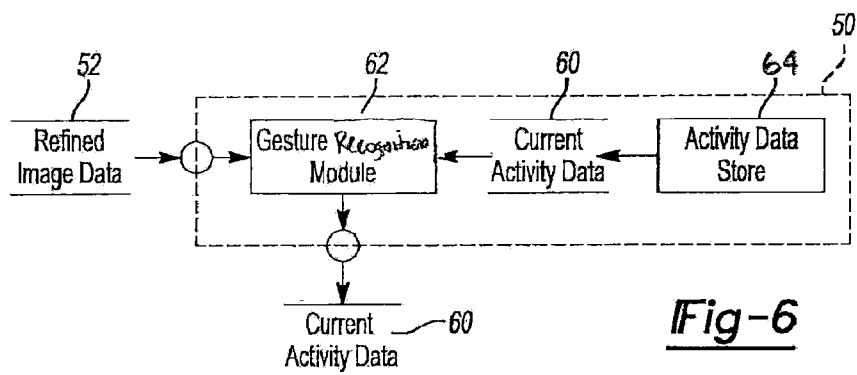 50
52
62
60
64
Refined
Image Data
Gesture Recognition
Module
Current
Activity Data
Activity Data
Store
Current
Activity Data
60
Fig-6